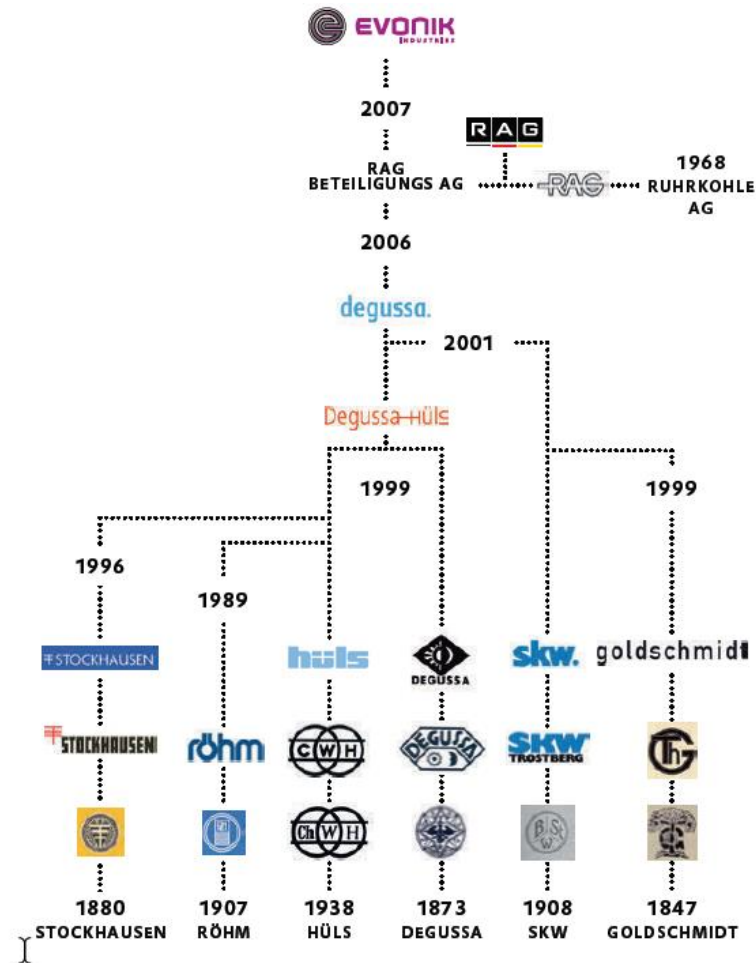 EVONIK
INDUSTRIES
2007
RAG
RAG
BETEILIGUNGS AG
RAG
1968
RUHRKOHLE
AG
2006
degussa.
2001
Degussa-Hüls
1999
1999
1996
1989
STOCKHAUSEN
hüls
DEGUSSA
skw.
goldschmidt
STOCKHAUSEN
röhm
CWH
DEGUSSA
SKW
TROSTBERG
ThG
ChWH
BStW
1880
STOCKHAUSEN
1907
RÖHM
1938
HÜLS
1873
DEGUSSA
1908
SKW
1847
GOLDSCHMIDT